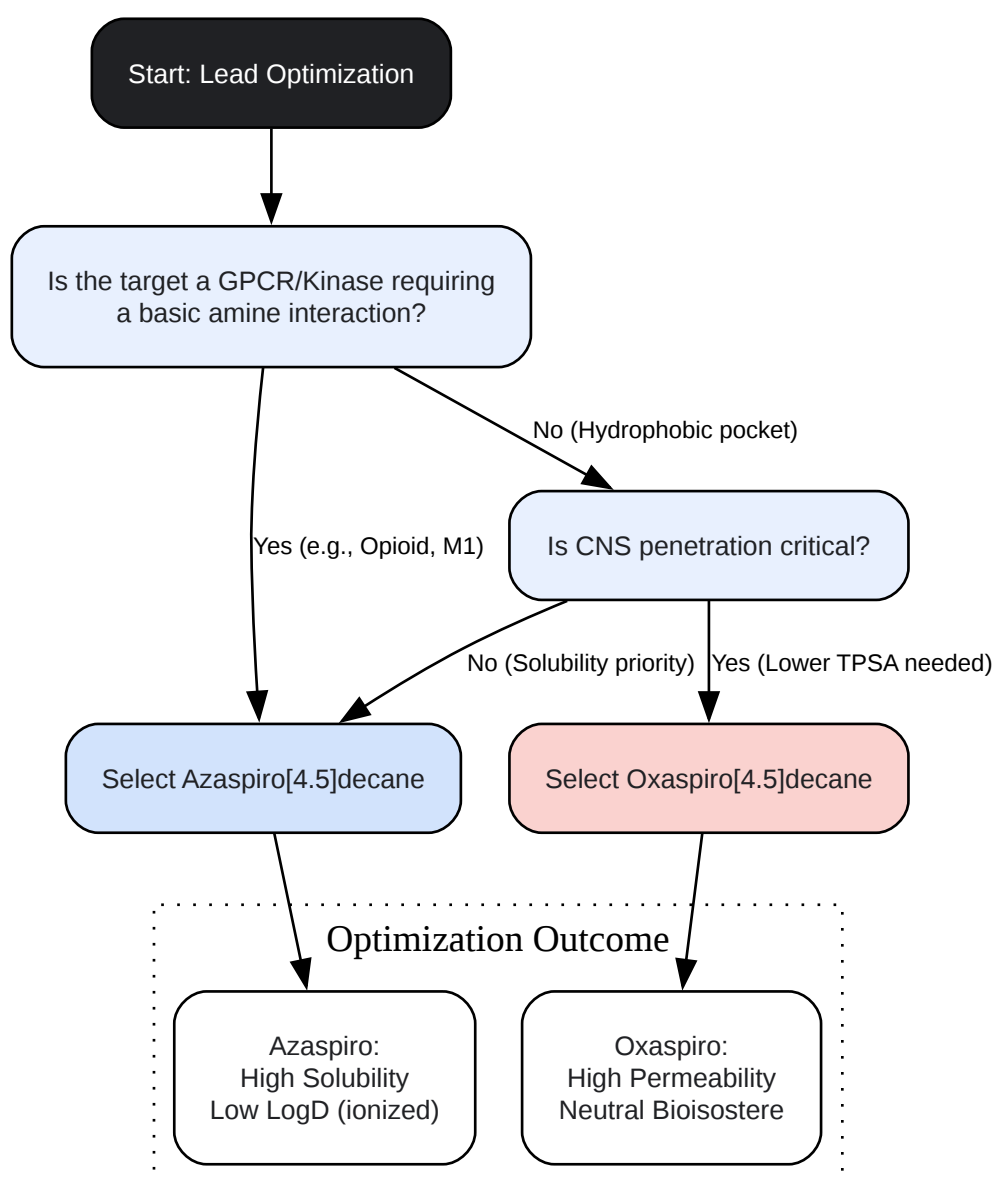 Start: Lead Optimization
Is the target a GPCR/Kinase requiring
a basic amine interaction?
No (Hydrophobic pocket)
Yes (e.g., Opioid, M1)
Is CNS penetration critical?
No (Solubility priority)
Yes (Lower TPSA needed)
Select Azaspiro[4.5]decane
Select Oxaspiro[4.5]decane
Optimization Outcome
Azaspiro:
High Solubility
Low LogD (ionized)
Oxaspiro:
High Permeability
Neutral Bioisostere